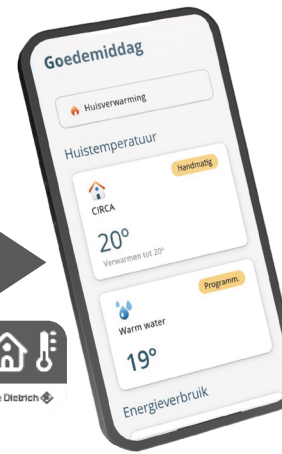 Goedemiddag
Huisverwarming
Huistemperatuur
Handmatig
CIRCA
20°
Verwarmen tot 20°
Programm.
Warm water
19°
Energieverbruik
Dietrich